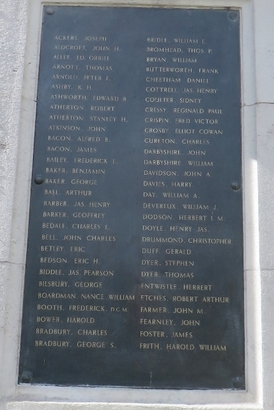 ACKERS, JOSEPH
ALDCROFT, JOHN H.
ARNOTT, THOMAS
ARNOLD, PETER J.
ASHBY, K. H.
ASHWORTH, EDWARD B.
ATHERTON, ROBERT
ATHERTON, STANLEY H.
ATKINSON, JOHN
BACON, ALFRED B.
BACON, JAMES
BAILEY, FREDERICK J.
BAKER, BENJAMIN
BAKER, GEORGE
BALL, ARTHUR
BARBER, JAS. HENRY
BARKER, GEOFFREY
BEDALE, CHARLES L.
BELL, JOHN CHARLES
BETLEY, ERIC
BEDSON, ERIC H.
BIDDLE, JAS. PEARSON
BILSBURY, GEORGE
BOARDMAN, NANCE WILLIAM
BOOTH, FREDERICK D.C.M.
BOWER, HAROLD
BRADBURY, CHARLES
BRADBURY, GEORGE S.
BRIDLE, WILLIAM E.
BROMHEAD, THOS. P.
BRYAN, WILLIAM
BUTTERWORTH, FRANK
CHEETHAM, DANIEL
COTTRELL, JAS. HENRY
COULTER, SIDNEY
CRESSY, REGINALD PAUL
CRISPIN, FRED VICTOR
CROSBY, ELLIOT COWAN
CURETON, CHARLES
DARBYSHIRE, JOHN
DARBYSHIRE, WILLIAM
DAVIDSON, JOHN A.
DAVIES, HARRY
DAY, WILLIAM A.
DEVEREUX, WILLIAM J.
DODSON, HERBERT J. M.
DOYLE, HENRY JAS.
DRUMMOND, CHRISTOPHER
DUFF, GERALD
DYER, STEPHEN
DYER, THOMAS
ENTWISTLE, HERBERT
ETCHES, ROBERT ARTHUR
FARMER, JOHN M.
FEARNLEY, JOHN
FOSTER, JAMES
FRITH, HAROLD, WILLIAM